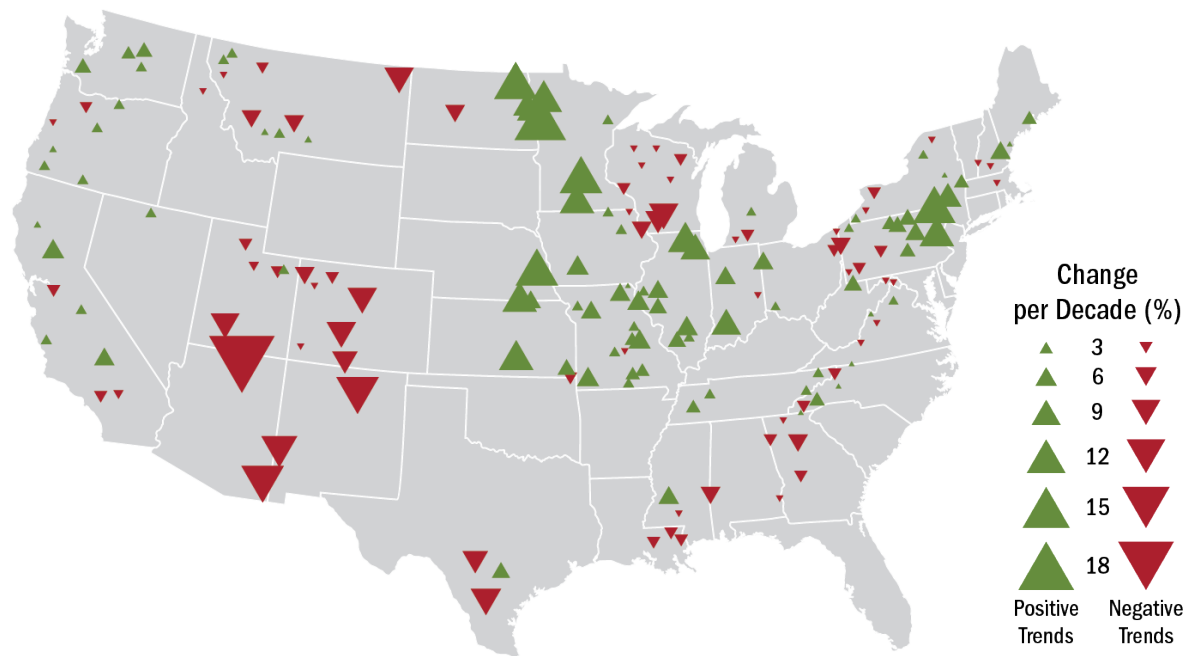 Change
per Decade (%)
3
6
9
12
15
18
Positive Negative
Trends Trends